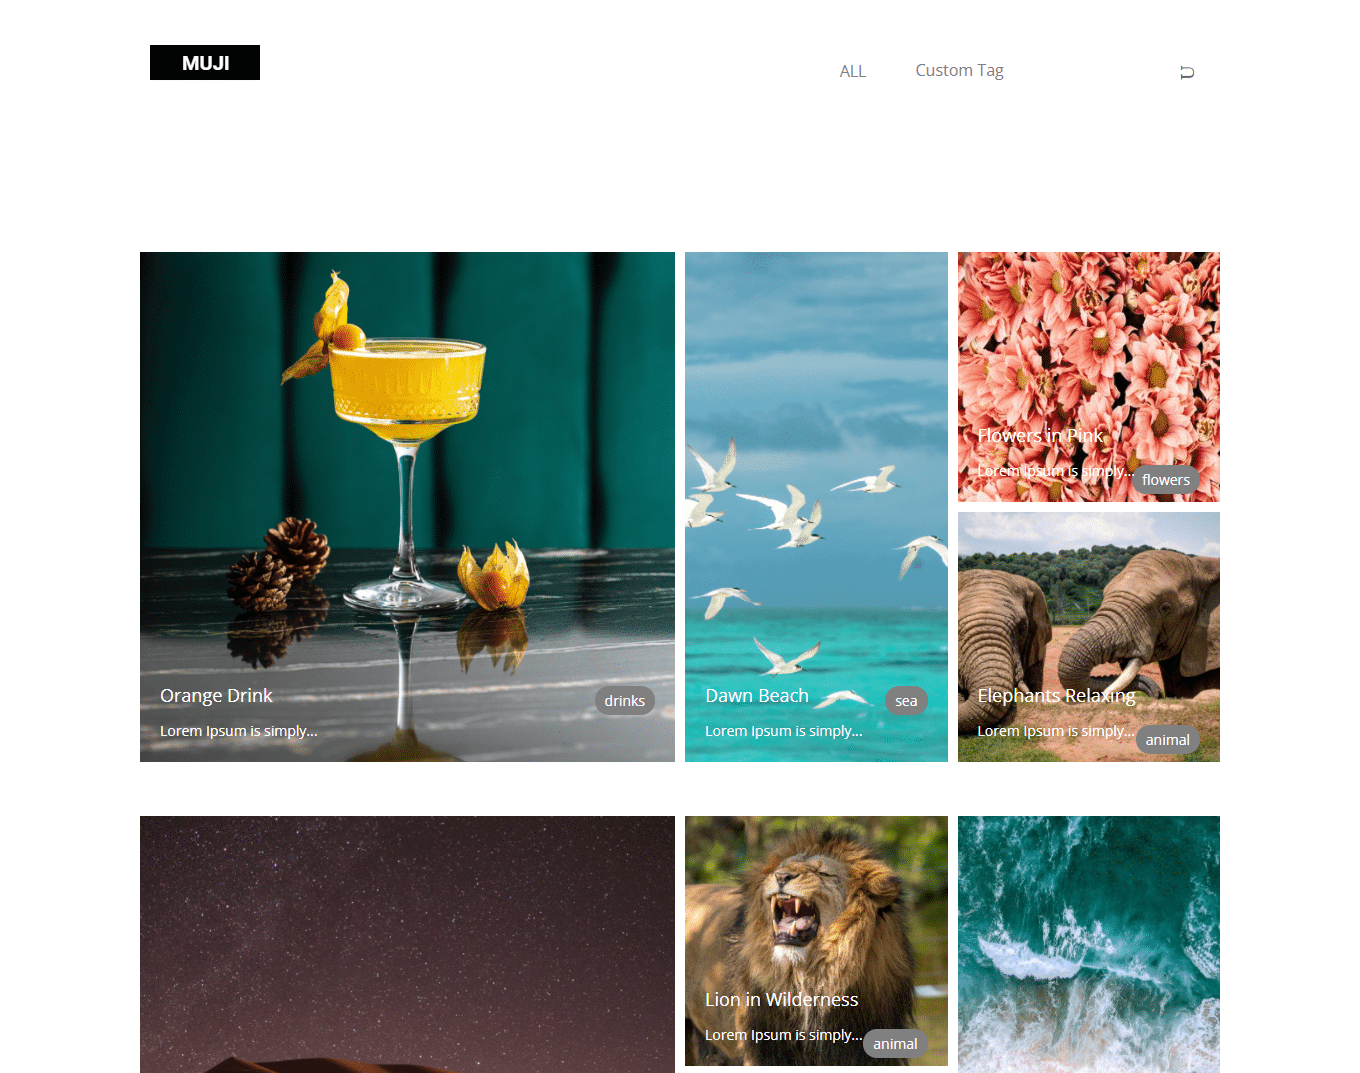 MUJI
ALL
Custom Tag
Orange Drink
drinks
Lorem Ipsum is simply...
Dawn Beach
sea
Lorem Ipsum is simply...
Flowers in Pink
Lorem Ipsum is simply...
flowers
Elephants Relaxing
Lorem Ipsum is simply...
animal
Lion in Wilderness
Lorem Ipsum is simply...
animal